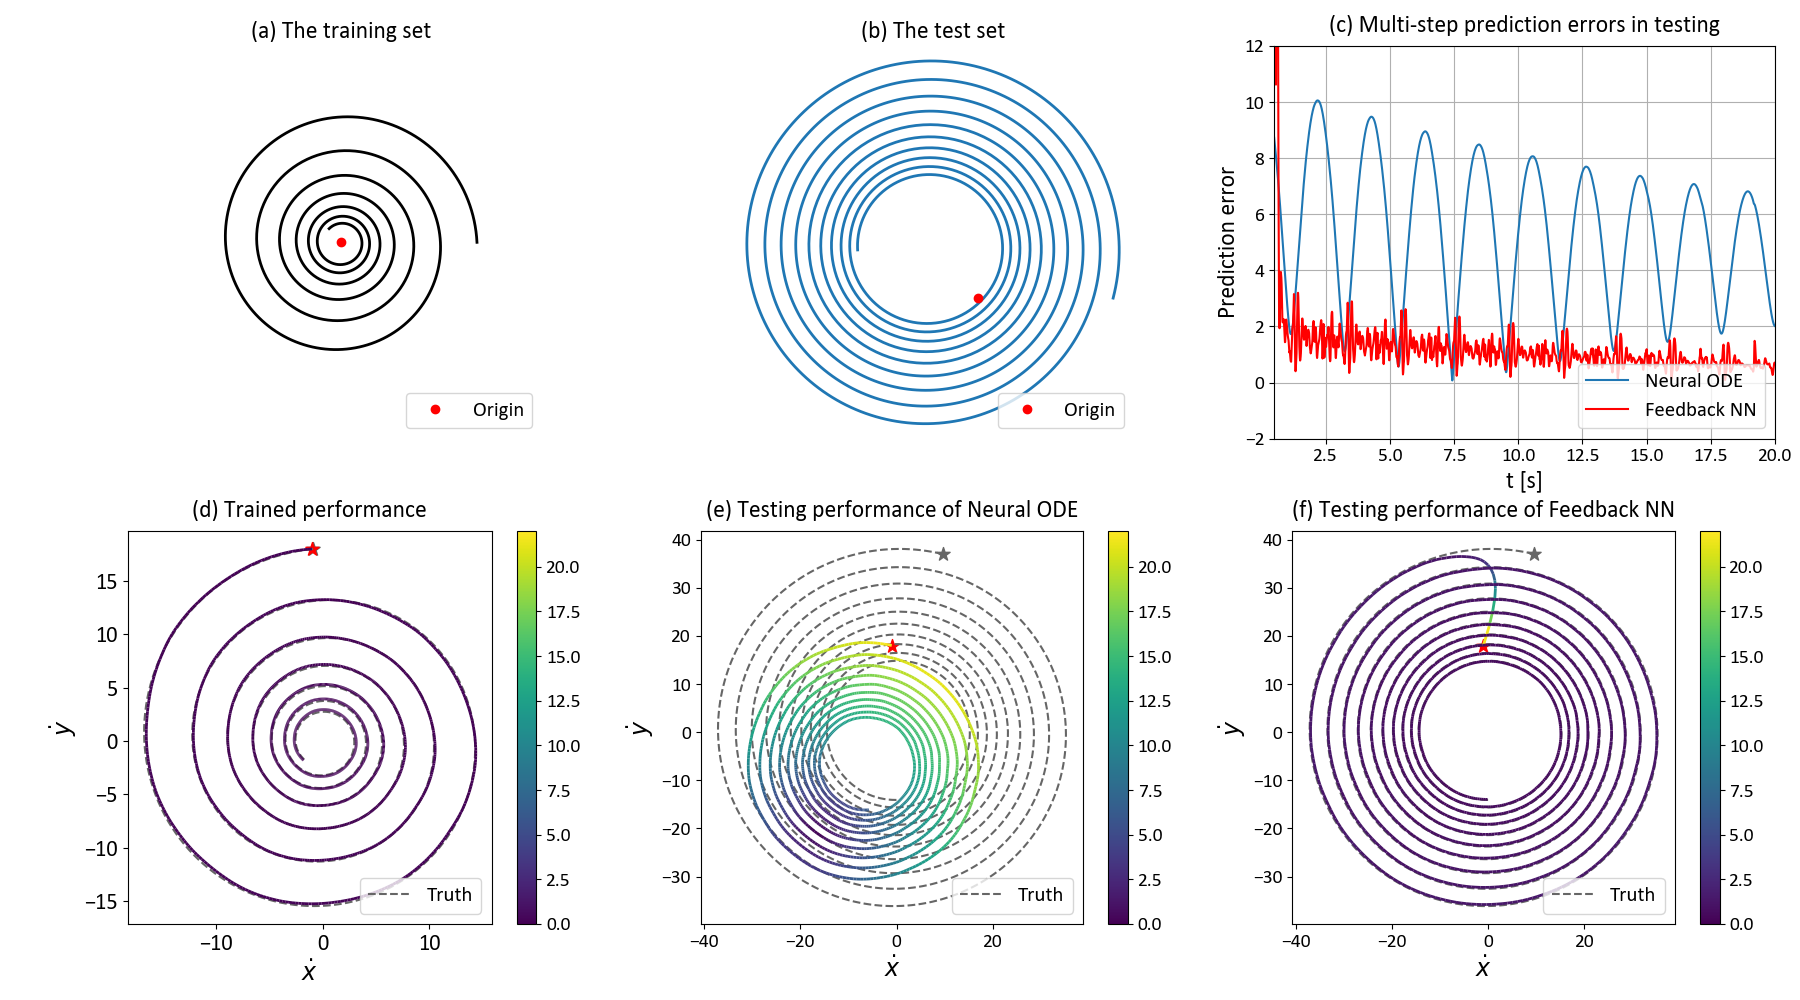 (a) The training set
Origin
(b) The test set
Origin
(c) Multi-step prediction errors in testing
12
10
8
6
4
2
0
−2
Prediction error
2.5 5.0 7.5 10.0 12.5 15.0 17.5 20.0
t [s]
Neural ODE
Feedback NN
(d) Trained performance
15
10
5
0
−5
−10
−15
ẏ
−10 0 10
ẋ
Truth
20.0
17.5
15.0
12.5
10.0
7.5
5.0
2.5
0.0
(e) Testing performance of Neural ODE
40
30
20
10
0
−10
−20
−30
ẏ
−40 −20 0 20
ẋ
Truth
20.0
17.5
15.0
12.5
10.0
7.5
5.0
2.5
0.0
(f) Testing performance of Feedback NN
40
30
20
10
0
−10
−20
−30
ẏ
−40 −20 0 20
ẋ
Truth
20.0
17.5
15.0
12.5
10.0
7.5
5.0
2.5
0.0